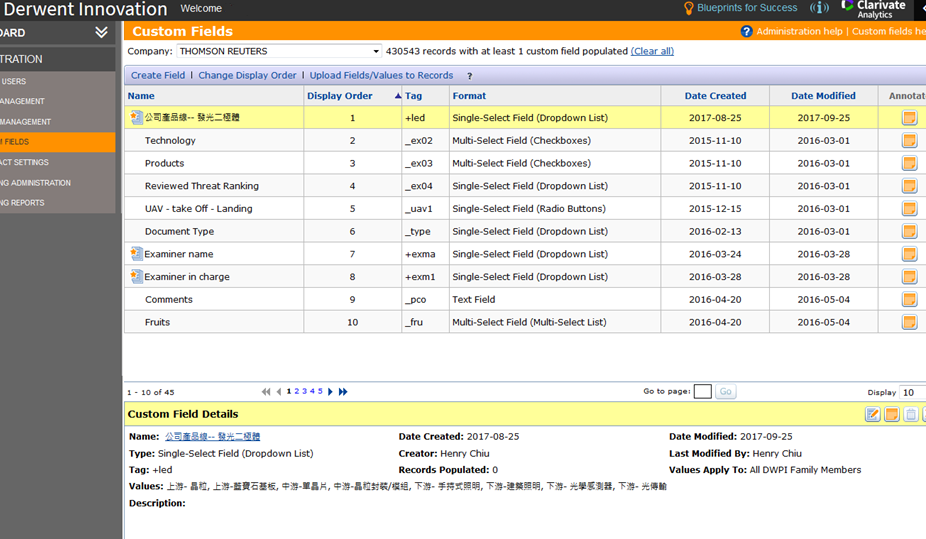 Derwent Innovation Welcome Blueprints for Success Clarivate Analytics
OARD
Custom Fields
Administration help | Custom fields he
TRATION
Company: THOMSON REUTERS 430543 records with at least 1 custom field populated (Clear all)
USERS
Create Field | Change Display Order | Upload Fields/Values to Records ?
ANAGEMENT
Name Display Order Tag Format Date Created Date Modified Annotat
MANAGEMENT
公司產品線-- 發光二極體 1 +led Single-Select Field (Dropdown List) 2017-08-25 2017-09-25
M FIELDS
Technology 2 _ex02 Multi-Select Field (Checkboxes) 2015-11-10 2016-03-01
ACT SETTINGS
Products 3 _ex03 Multi-Select Field (Checkboxes) 2015-11-10 2016-03-01
NG ADMINISTRATION
Reviewed Threat Ranking 4 _ex04 Single-Select Field (Dropdown List) 2015-11-10 2016-03-01
NG REPORTS
UAV - take Off - Landing 5 _uav1 Single-Select Field (Radio Buttons) 2015-12-15 2016-03-01
Document Type 6 _type Single-Select Field (Dropdown List) 2016-02-13 2016-03-01
Examiner name 7 +exma Single-Select Field (Dropdown List) 2016-03-24 2016-03-28
Examiner in charge 8 +exm1 Single-Select Field (Dropdown List) 2016-03-28 2016-03-28
Comments 9 _pco Text Field 2016-04-20 2016-05-04
Fruits 10 _fru Multi-Select Field (Multi-Select List) 2016-04-20 2016-05-04
1 - 10 of 45 1 2 3 4 5 Go to page: Go Display 10
Custom Field Details
Name: 公司產品線-- 發光二極體 Date Created: 2017-08-25 Date Modified: 2017-09-25
Type: Single-Select Field (Dropdown List) Creator: Henry Chiu Last Modified By: Henry Chiu
Tag: +led Records Populated: 0 Values Apply To: All DWPI Family Members
Values: 上游- 晶粒, 上游-藍寶石基板, 中游-單晶片, 中游-晶粒封裝/模組, 下游- 手持式照明, 下游-建築照明, 下游- 光學感測器, 下游- 光傳輸
Description: